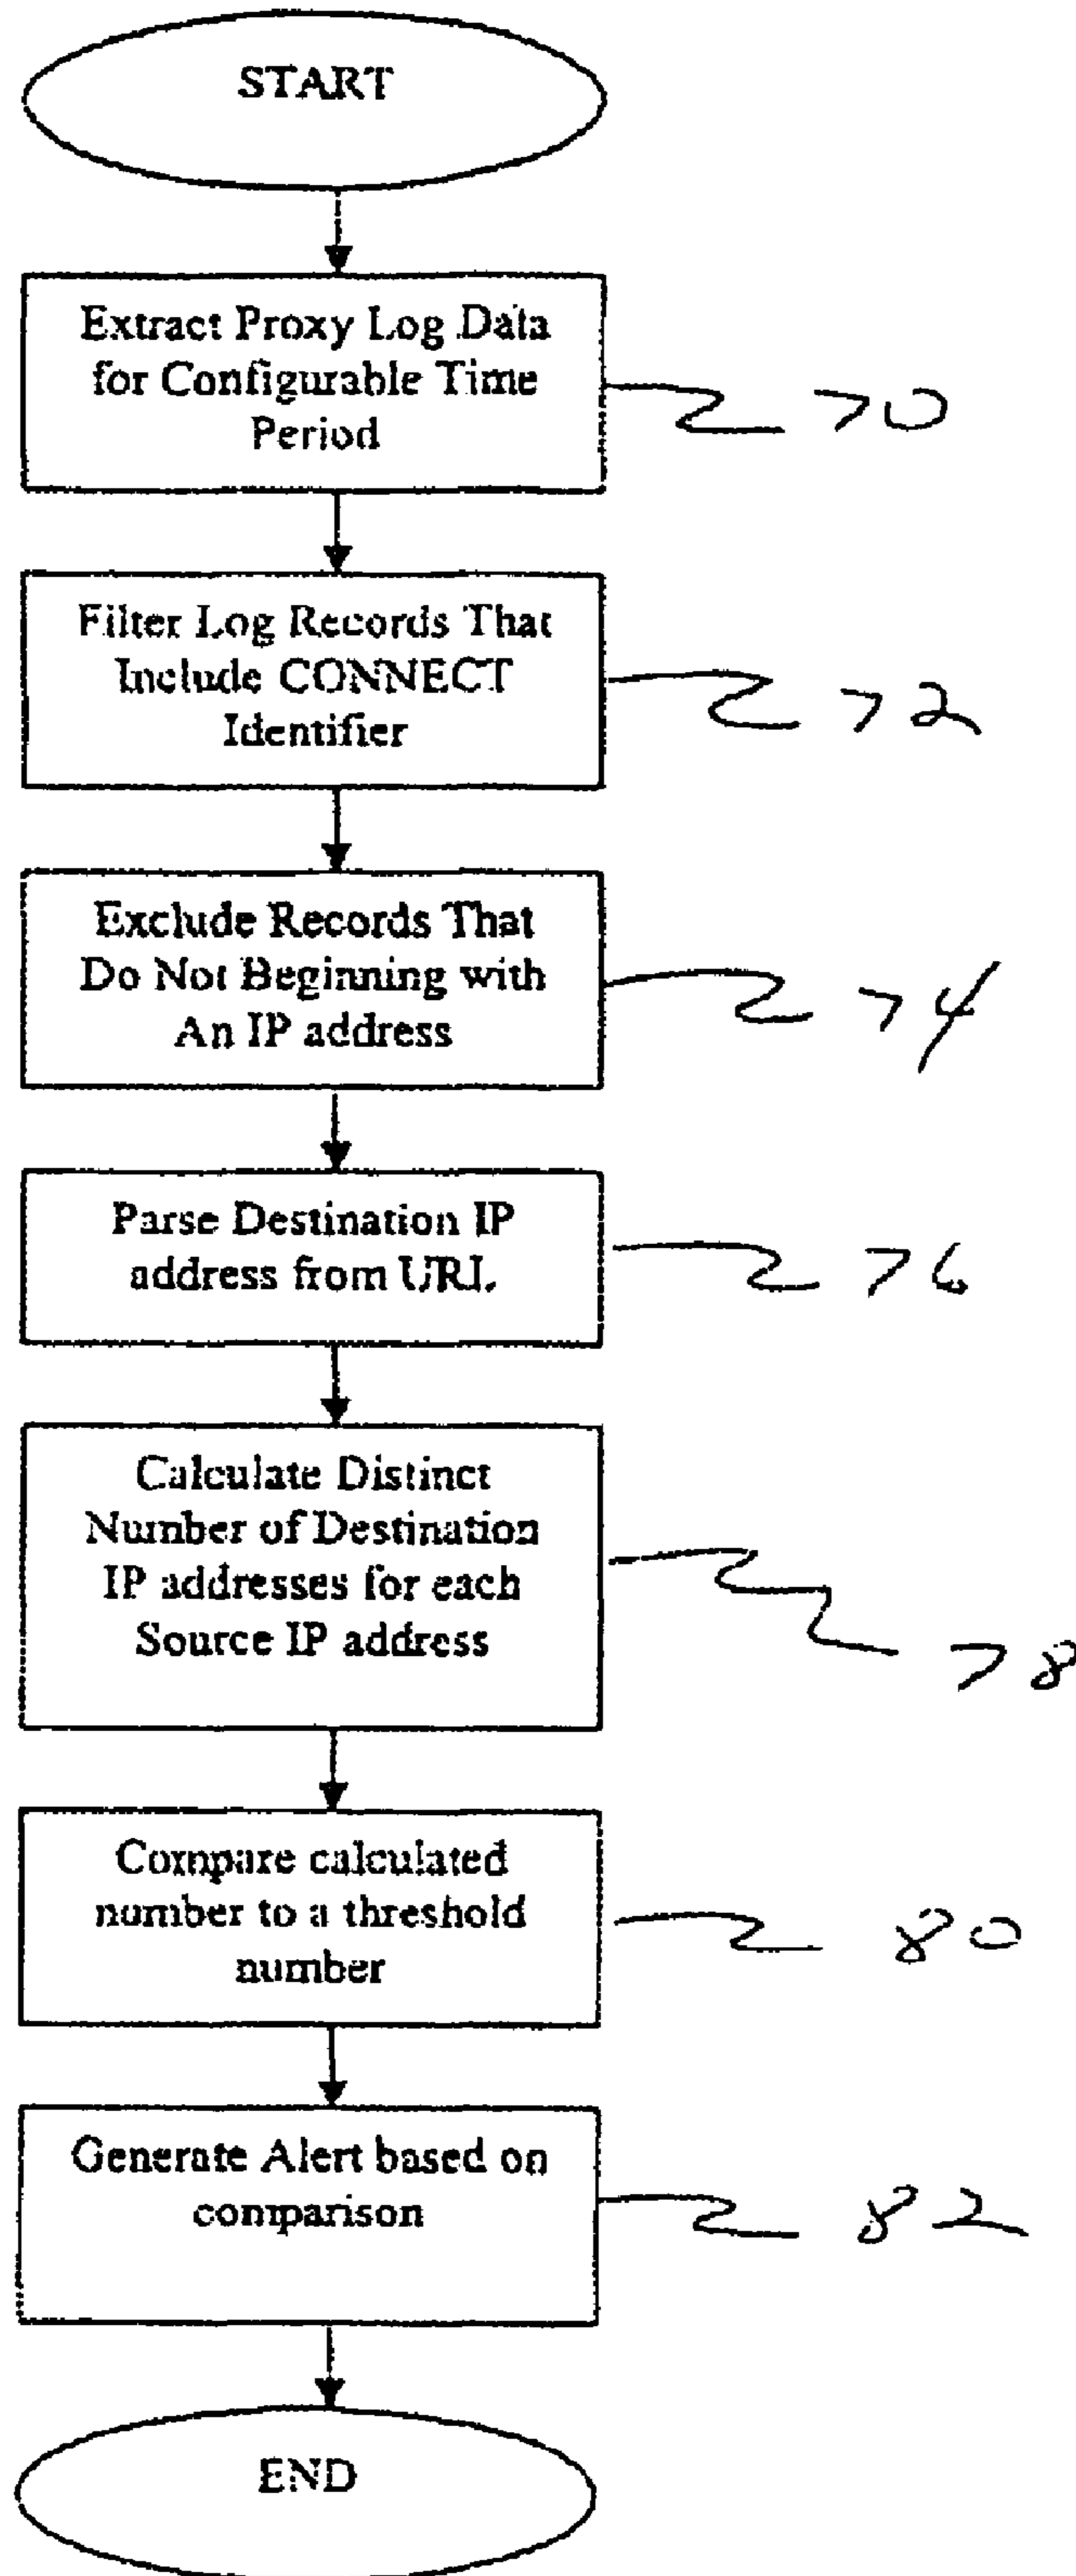 START
Extract Proxy Log Data
for Configurable Time
Period
70
Filter Log Records That
Include CONNECT
Identifier
72
Exclude Records That
Do Not Beginning with
An IP address
74
Parse Destination IP
address from URL
76
Calculate Distinct
Number of Destination
IP addresses for each
Source IP address
78
Compare calculated
number to a threshold
number
80
Generate Alert based on
comparison
82
END